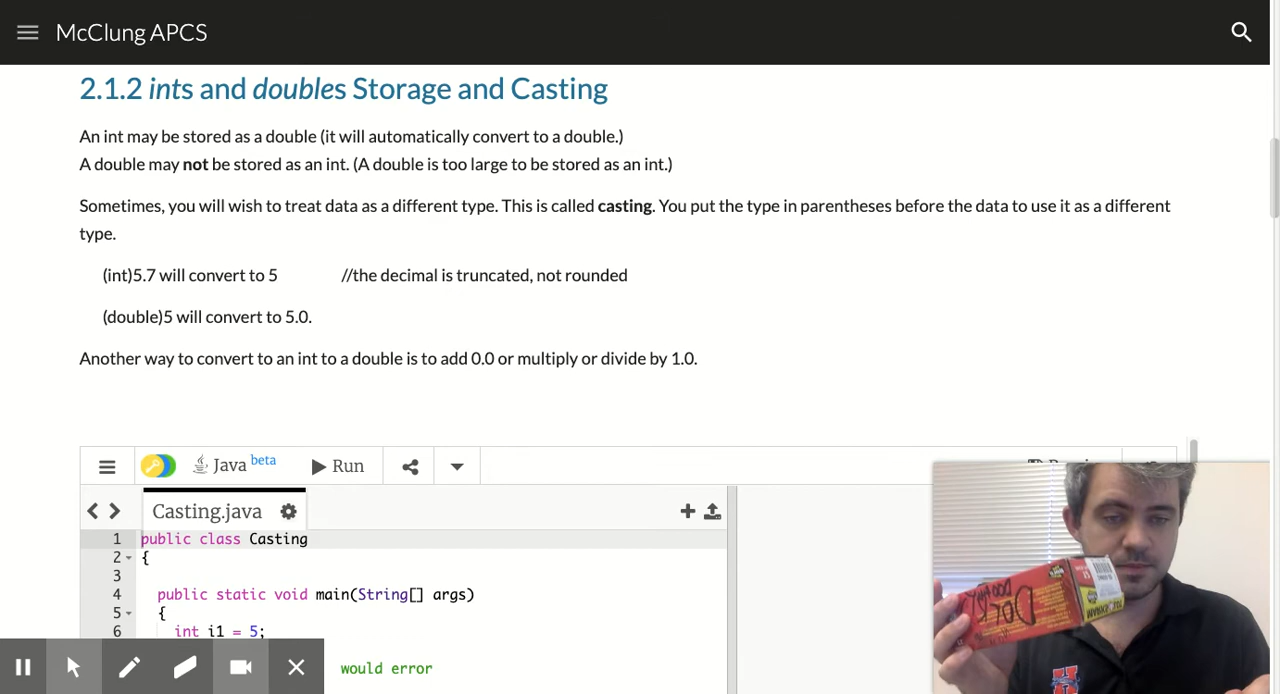 McClung APCS
2.1.2 ints and doubles Storage and Casting
An int may be stored as a double (it will automatically convert to a double.)
A double may not be stored as an int. (A double is too large to be stored as an int.)
Sometimes, you will wish to treat data as a different type. This is called casting. You put the type in parentheses before the data to use it as a different
type.
(int)5.7 will convert to 5 //the decimal is truncated, not rounded
(double)5 will convert to 5.0.
Another way to convert to an int to a double is to add 0.0 or multiply or divide by 1.0.
Java beta Run
Casting.java
1 public class Casting
2 {
3
4 public static void main(String[] args)
5 {
6 int i1 = 5;
would error